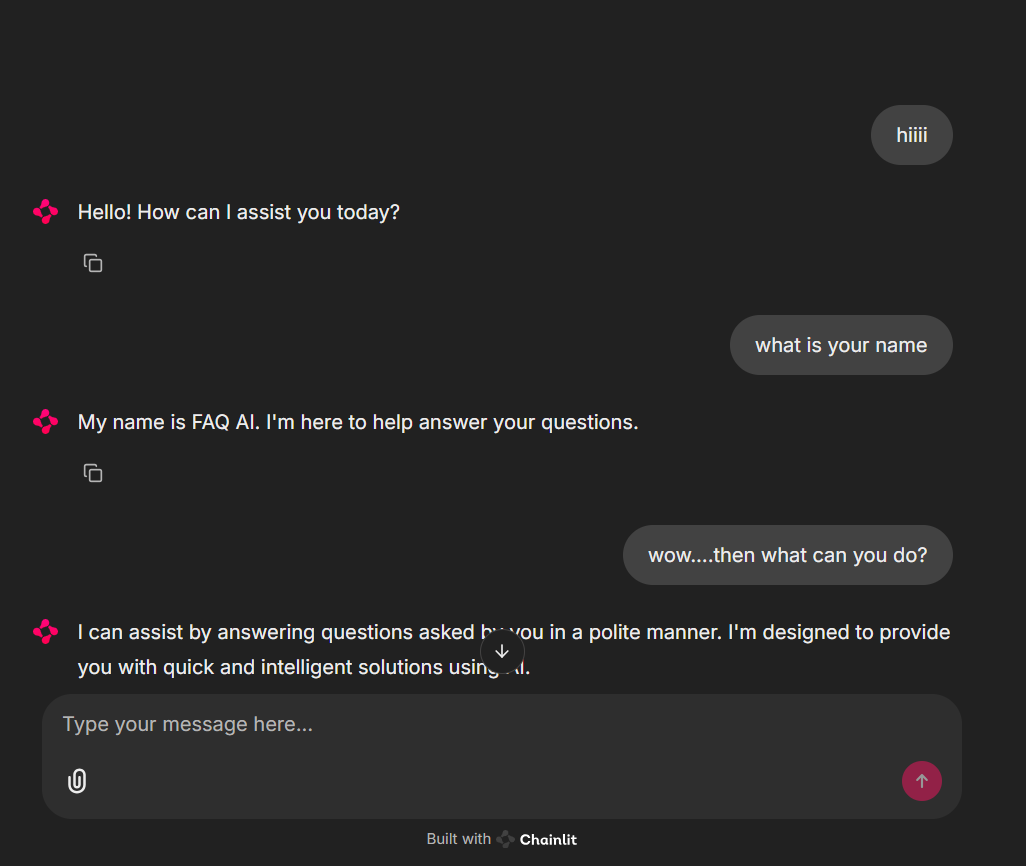 hiiii
Hello! How can I assist you today?
what is your name
My name is FAQ AI. I'm here to help answer your questions.
wow....then what can you do?
I can assist by answering questions asked by you in a polite manner. I'm designed to provide
you with quick and intelligent solutions using AI.
Type your message here...
Built with Chainlit